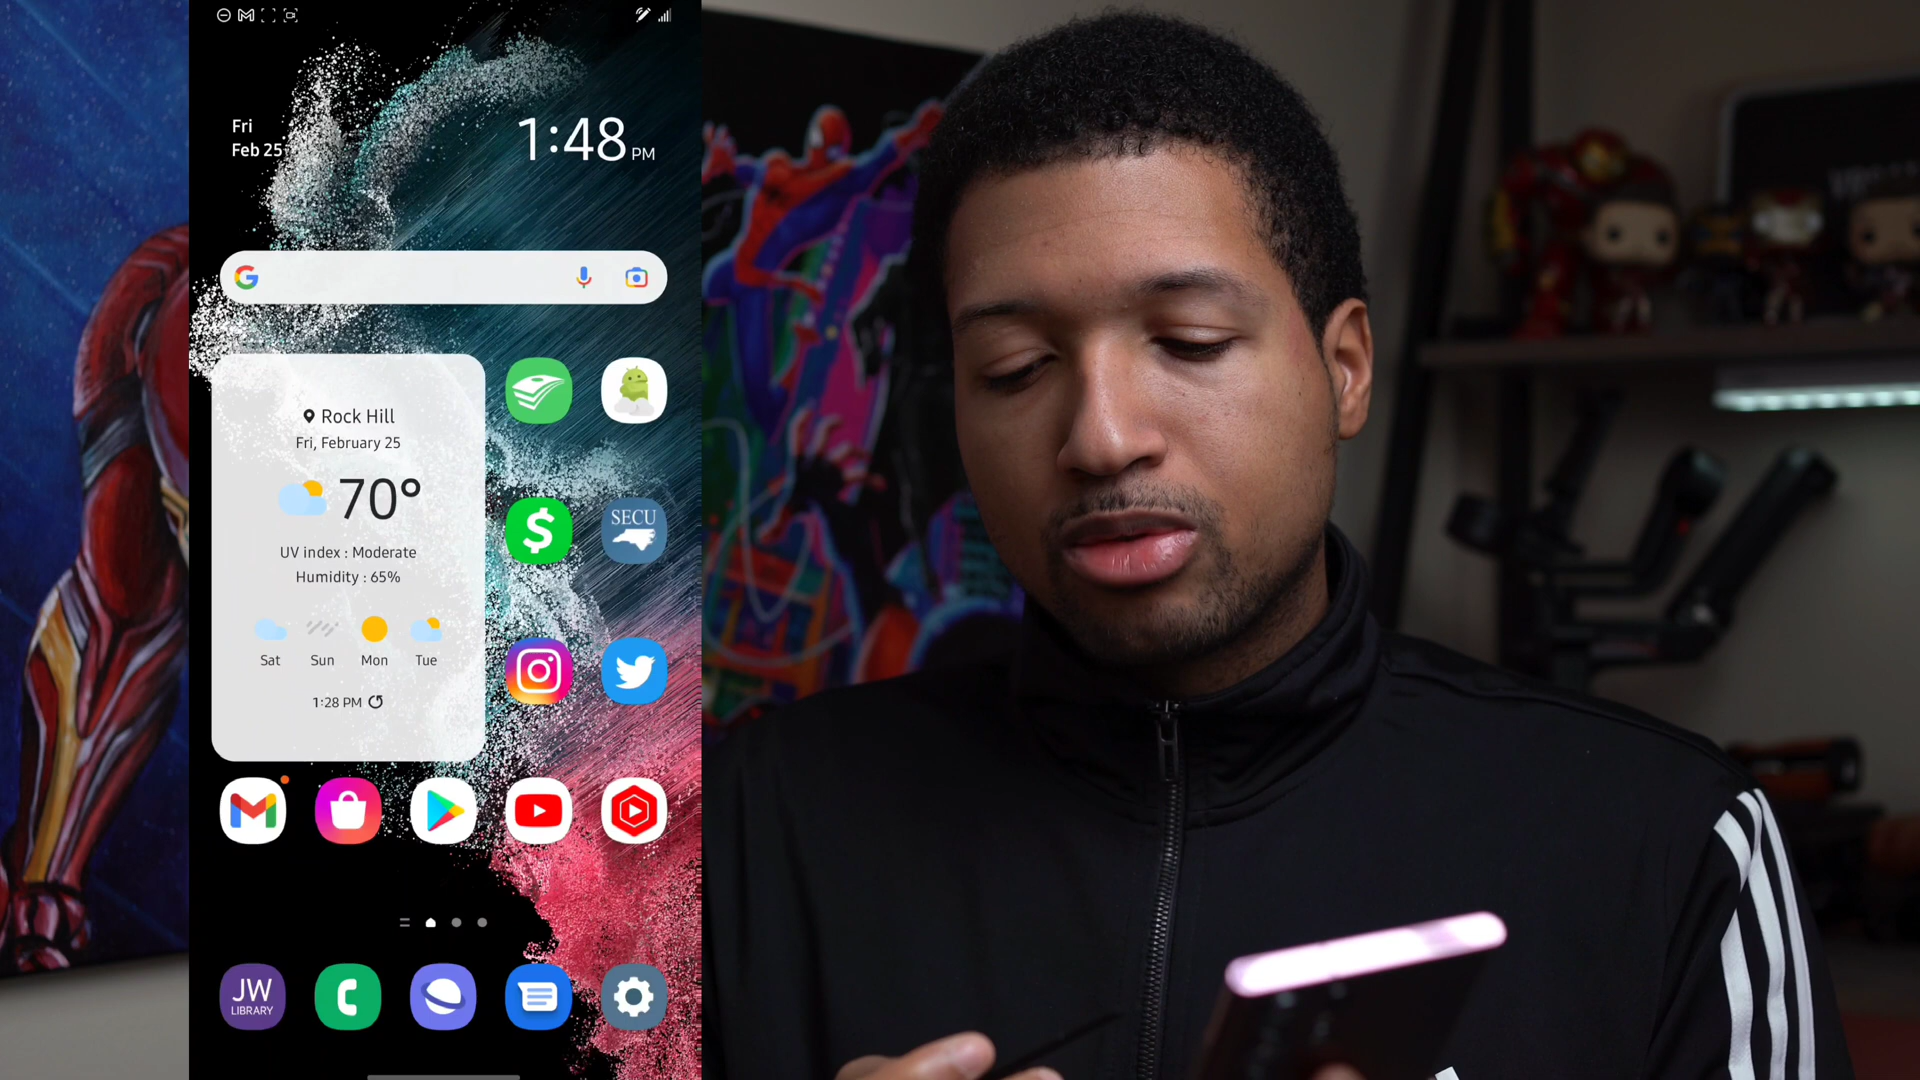 Fri
Feb 25
1:48 PM
Rock Hill
Fri, February 25
70°
UV index : Moderate
Humidity : 65%
Sat Sun Mon Tue
1:28 PM
SECU
JW
LIBRARY